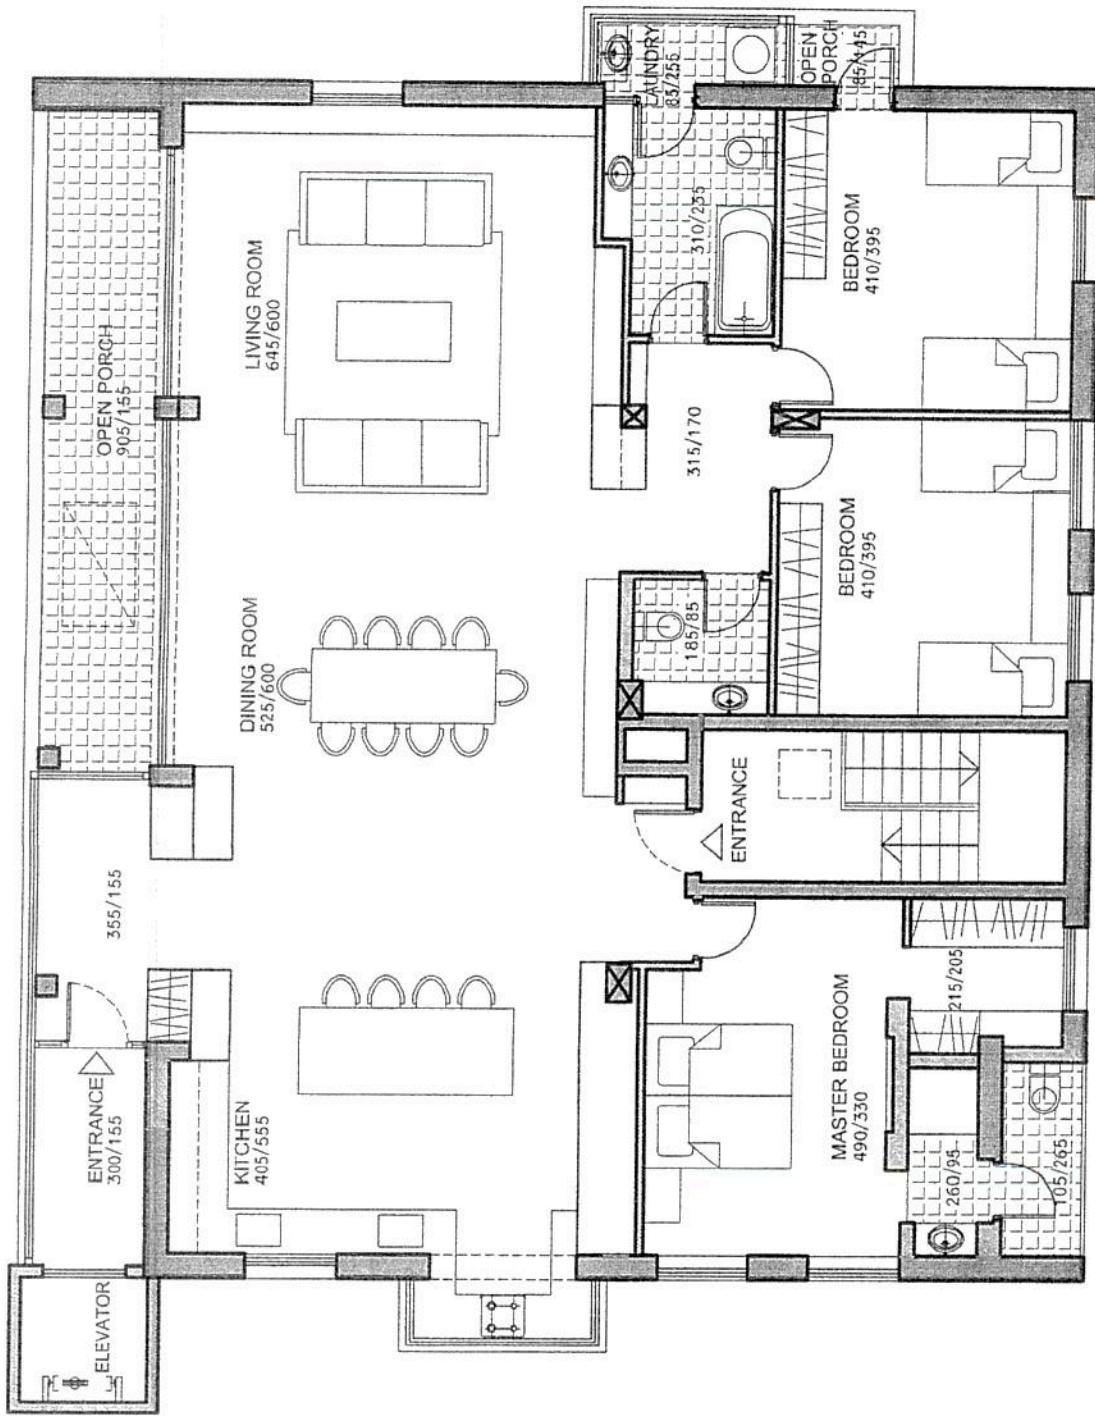 ELEVATOR
ENTRANCE
300/155
355/155
OPEN PORCH
905/155
KITCHEN
405/555
DINING ROOM
525/600
LIVING ROOM
645/600
LAUNDRY
85/255
185/85
315/170
310/235
ENTRANCE
OPEN
PORCH
85/145
MASTER BEDROOM
490/330
BEDROOM
410/395
BEDROOM
410/395
260/95
215/205
105/265